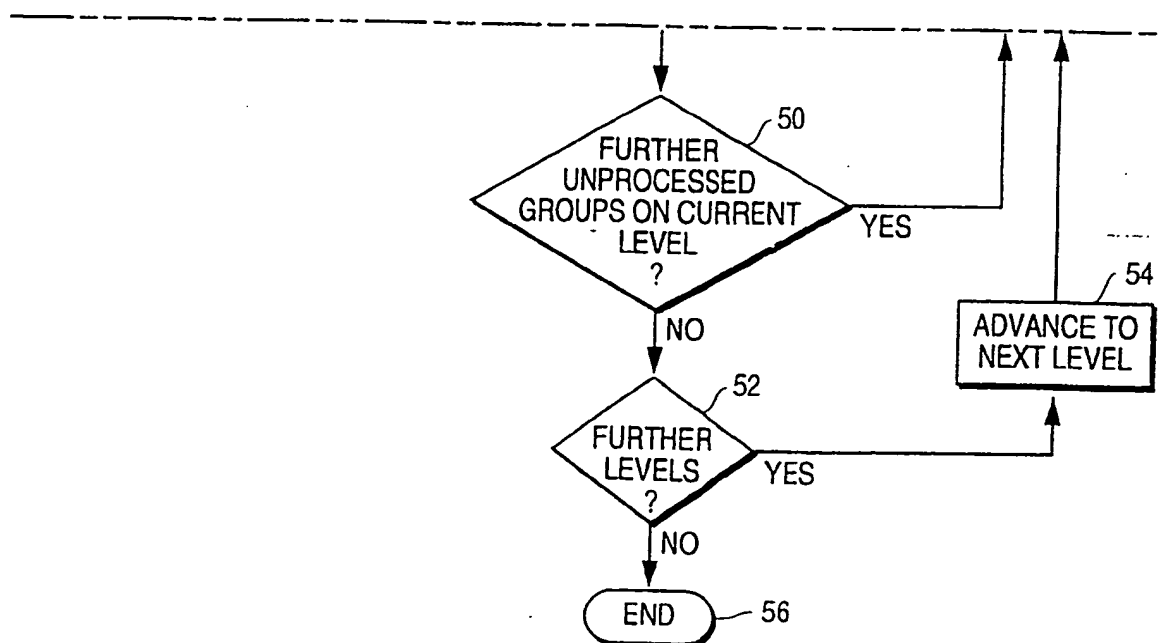 50
FURTHER
UNPROCESSED
GROUPS ON CURRENT
LEVEL
?
YES
NO
54
ADVANCE TO
NEXT LEVEL
52
FURTHER
LEVELS
?
YES
NO
END
56